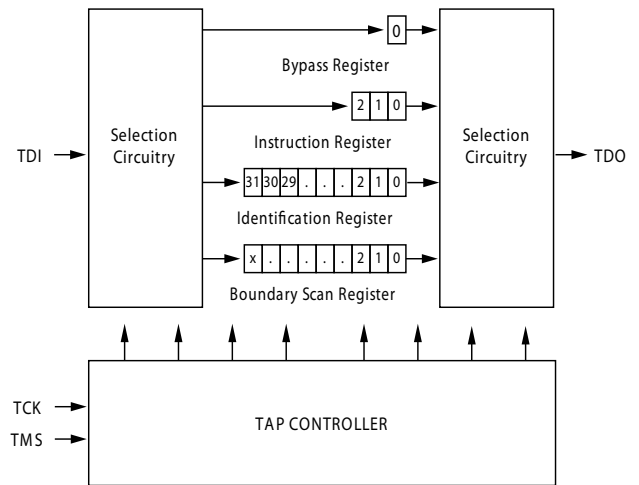 0
Bypass Register
2 1 0
Selection
Circuitry
Selection
Circuitry
TDI
Instruction Register
TDO
31 30 29 . . . 2 1 0
Identification Register
x . . . . . 2 1 0
Boundary Scan Register
TCK
TMS
TAP CONTROLLER